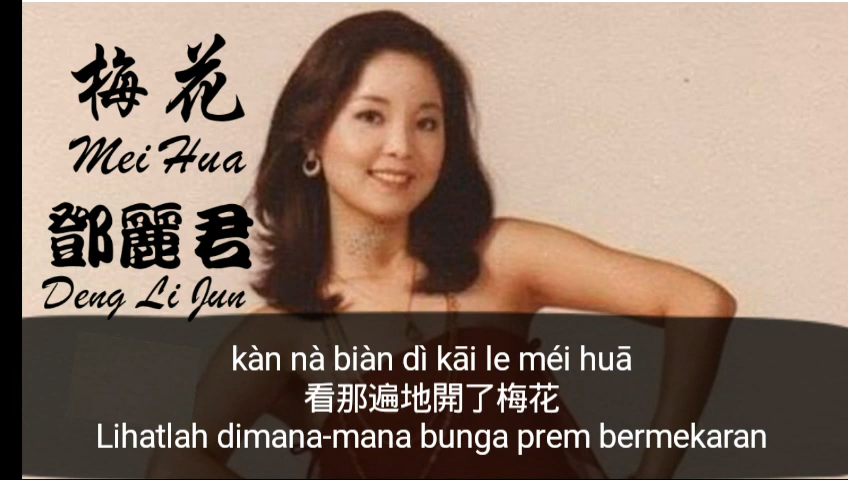 梅花
Mei Hua
鄧麗君
Deng Li Jun
kàn nà biàn dì kāi le méi huā
看那遍地開了梅花
Lihatlah dimana-mana bunga prem bermekaran